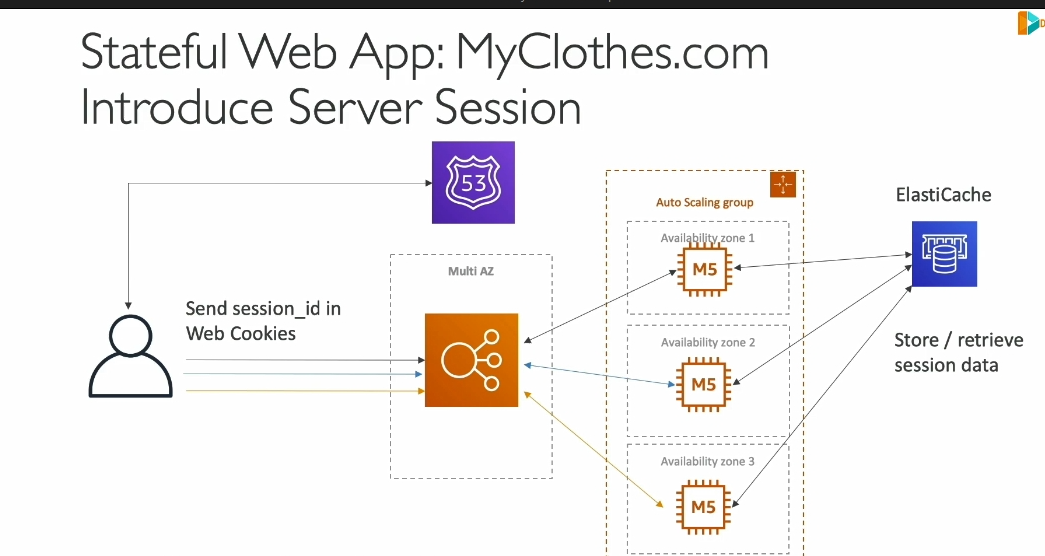 Stateful Web App: MyClothes.com
Introduce Server Session
53
Auto Scaling group
ElastiCache
Availability zone 1
M5
Multi AZ
Send session_id in
Web Cookies
Availability zone 2
M5
Store / retrieve
session data
Availability zone 3
M5